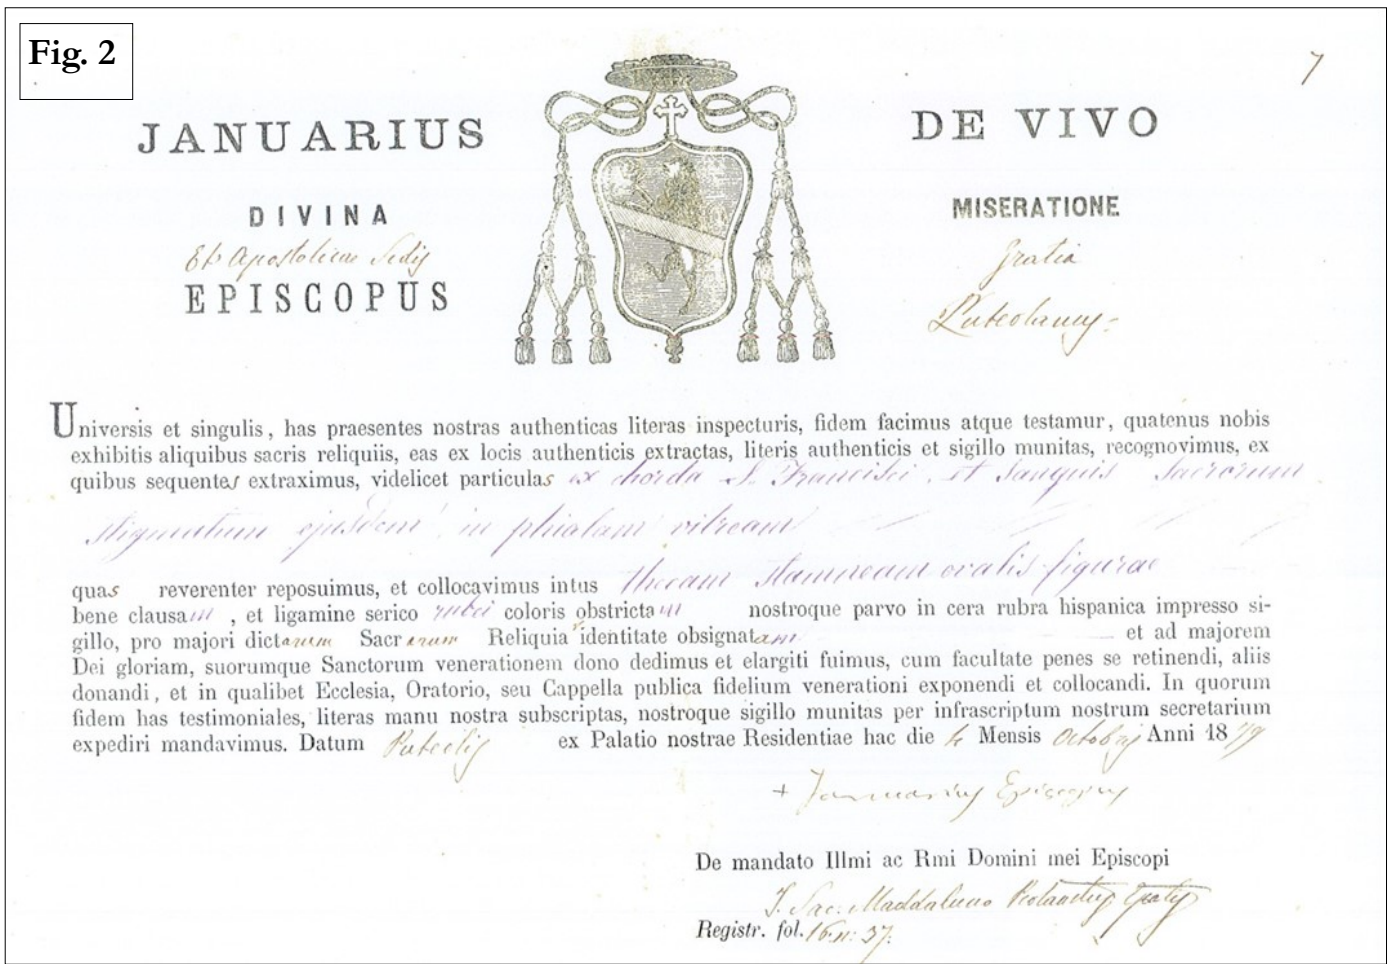 Fig. 2
7
JANUARIUS DE VIVO
DIVINA MISERATIONE
Et Apostolicae Sedis Gratia
EPISCOPUS Puteolanus
Universis et singulis, has praesentes nostras authenticas literas inspecturis, fidem facimus atque testamur, quatenus nobis
exhibitis aliquibus sacris reliquiis, eas ex locis authenticis extractas, literis authenticis et sigillo munitas, recognovimus, ex
quibus sequentes extraximus, videlicet particulas ex chorda S. Francisci, et Sanguis Sacrorum
stigmatum ejusdem in phialam vitream
quas reverenter reposuimus, et collocavimus intus thecam stamneam ovalis figurae
bene clausam, et ligamine serico rubei coloris obstrictam nostroque parvo in cera rubra hispanica impresso si-
gillo, pro majori dictarum Sacrarum Reliquiar identitate obsignatam et ad majorem
Dei gloriam, suorumque Sanctorum venerationem dono dedimus et elargiti fuimus, cum facultate penes se retinendi, aliis
donandi, et in qualibet Ecclesia, Oratorio, seu Cappella publica fidelium venerationi exponendi et collocandi. In quorum
fidem has testimoniales, literas manu nostra subscriptas, nostroque sigillo munitas per infrascriptum nostrum secretarium
expediri mandavimus. Datum Puteolis ex Palatio nostrae Residentiae hac die 4 Mensis Octobris Anni 1879
+ Januarius Episcopus
De mandato Illmi ac Rmi Domini mei Episcopi
Sac. Maddaluno
Registr. fol. 16. n: 37.